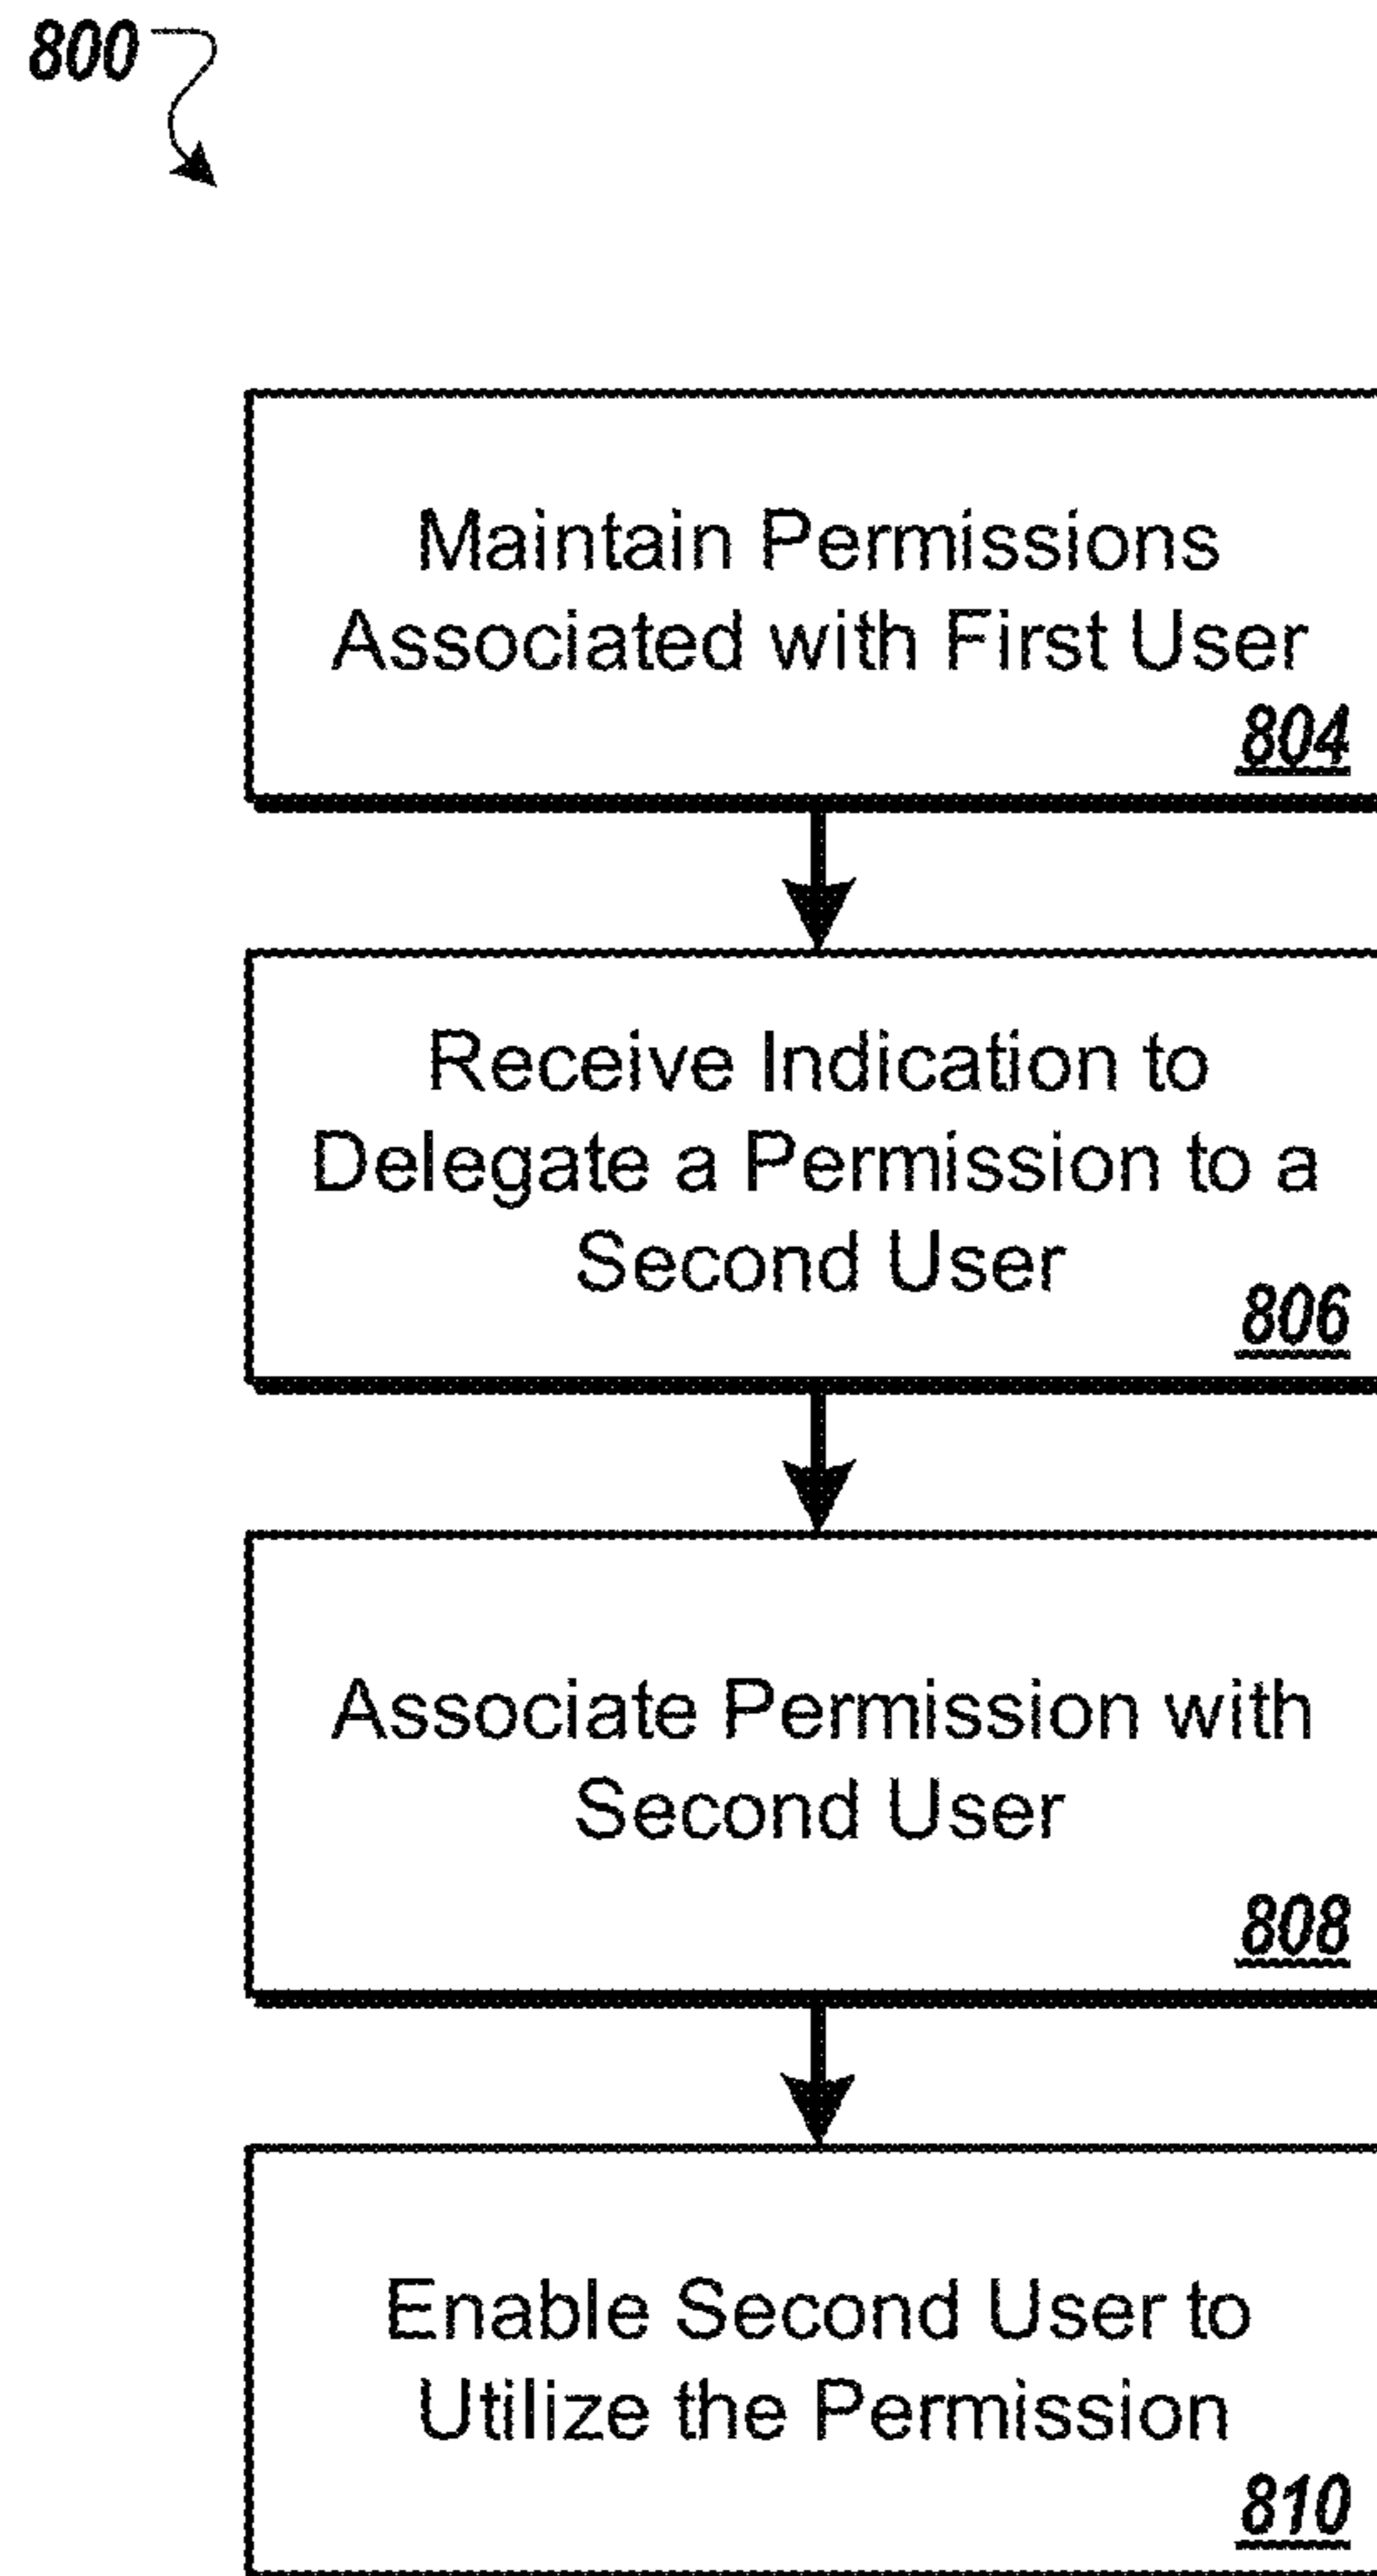 800
Maintain Permissions
Associated with First User
804
Receive Indication to
Delegate a Permission to a
Second User
806
Associate Permission with
Second User
808
Enable Second User to
Utilize the Permission
810